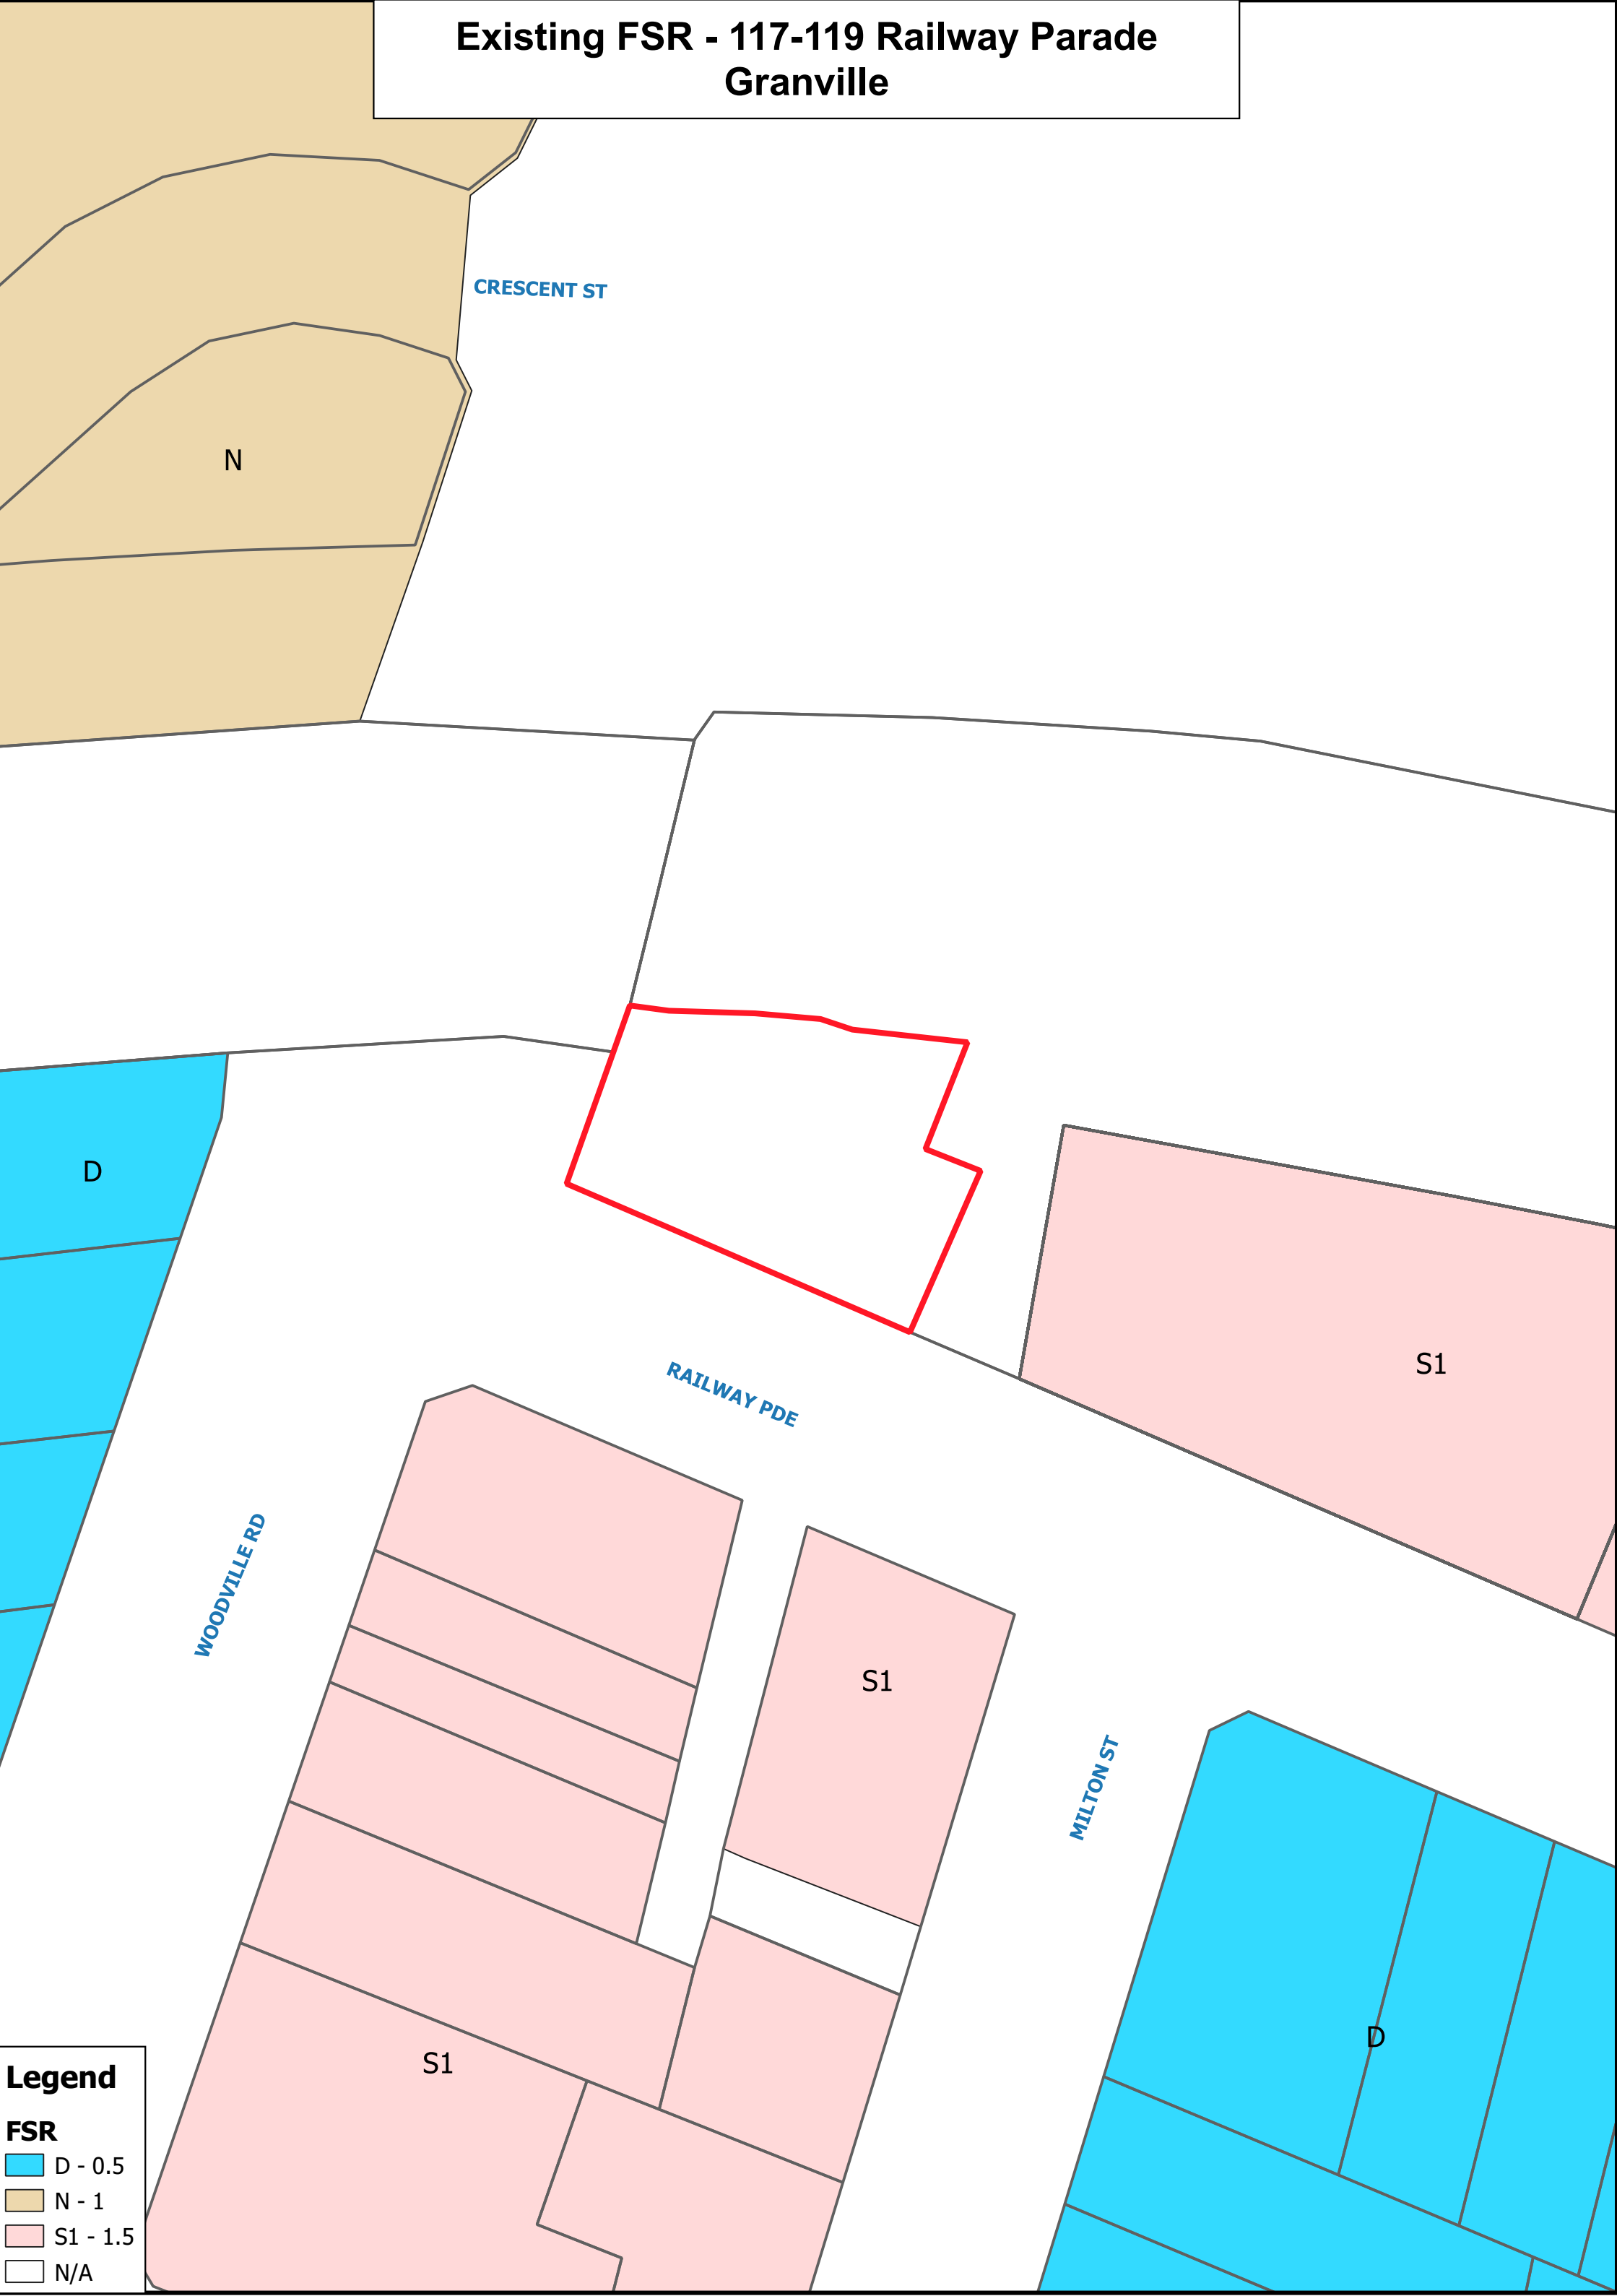 Existing FSR - 117-119 Railway Parade
Granville
CRESCENT ST
N
D
S1
RAILWAY PDE
WOODVILLE RD
S1
MILTON ST
D
S1
Legend
FSR
D - 0.5
N - 1
S1 - 1.5
N/A